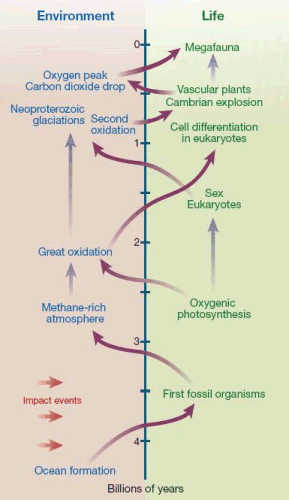 Environment
Life
0
Megafauna
Oxygen peak
Carbon dioxide drop
Vascular plants
Cambrian explosion
Neoproterozoic
glaciations
Second
oxidation
Cell differentiation
in eukaryotes
1
Sex
Eukaryotes
2
Great oxidation
Methane-rich
atmosphere
Oxygenic
photosynthesis
3
Impact events
First fossil organisms
4
Ocean formation
Billions of years